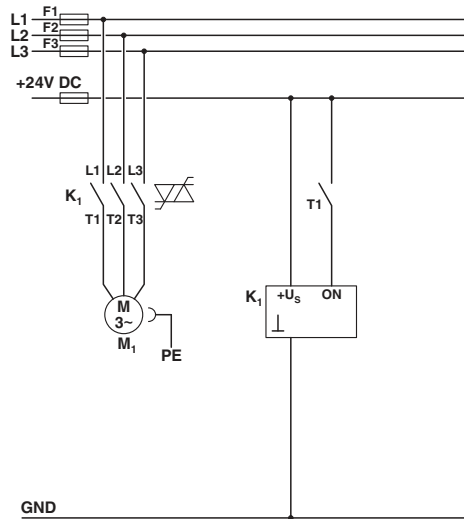 L1 F1
L2 F2
L3 F3
+24V DC
L1 L2 L3
K1
T1 T2 T3
T1
M
3~
M1
PE
K1
+US ON
GND